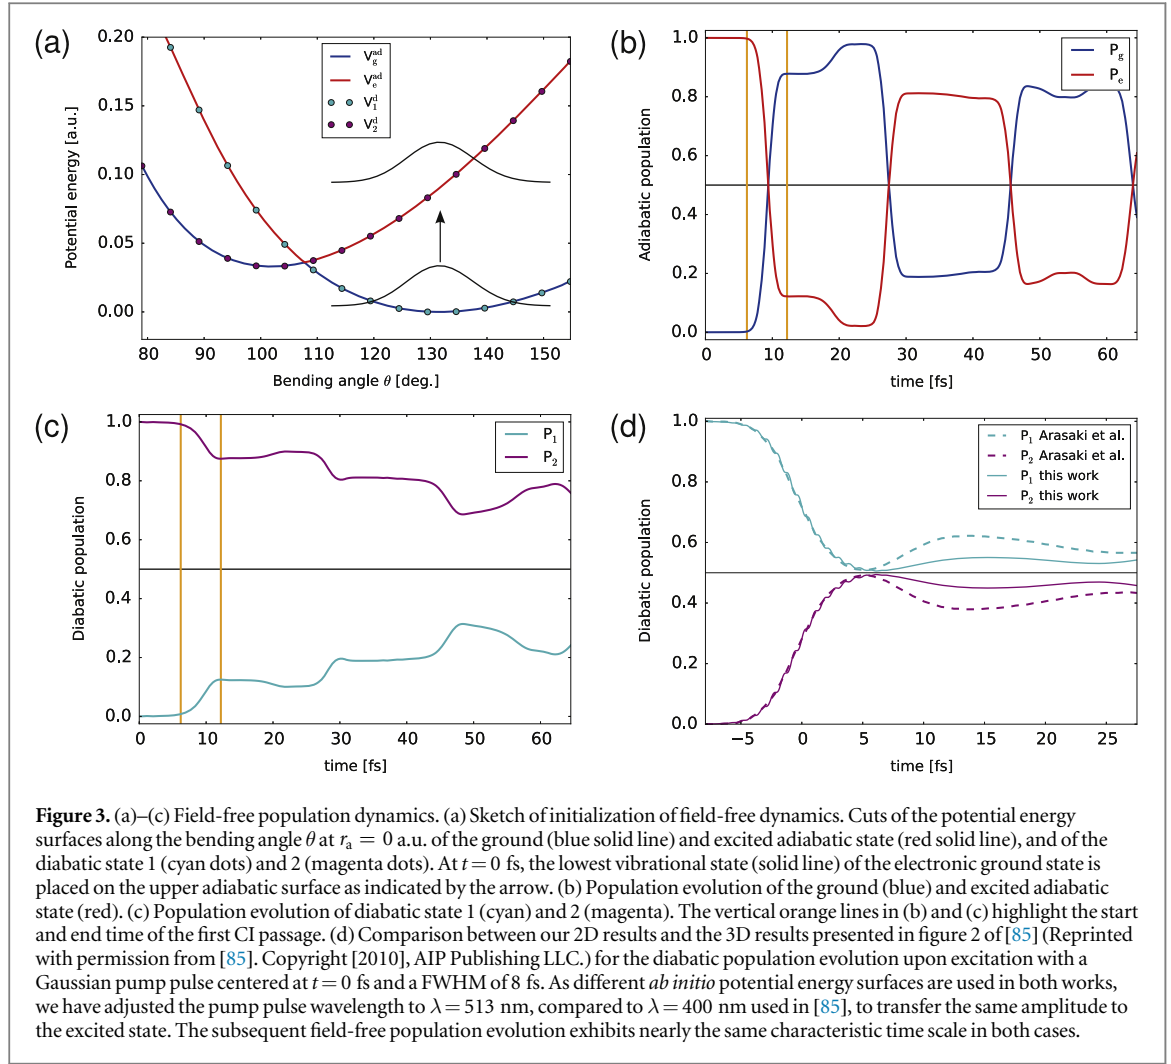 (a)
0.20
0.15
0.10
0.05
0.00
Potential energy [a.u.]
V_g^ad
V_e^ad
V_1^d
V_2^d
80 90 100 110 120 130 140 150
Bending angle θ [deg.]
(b)
1.0
0.8
0.6
0.4
0.2
0.0
Adiabatic population
P_g
P_e
0 10 20 30 40 50 60
time [fs]
(c)
1.0
0.8
0.6
0.4
0.2
0.0
Diabatic population
P_1
P_2
0 10 20 30 40 50 60
time [fs]
(d)
1.0
0.8
0.6
0.4
0.2
0.0
Diabatic population
P_1 Arasaki et al.
P_2 Arasaki et al.
P_1 this work
P_2 this work
−5 0 5 10 15 20 25
time [fs]
Figure 3. (a)–(c) Field-free population dynamics. (a) Sketch of initialization of field-free dynamics. Cuts of the potential energy
surfaces along the bending angle θ at r_a = 0 a.u. of the ground (blue solid line) and excited adiabatic state (red solid line), and of the
diabatic state 1 (cyan dots) and 2 (magenta dots). At t = 0 fs, the lowest vibrational state (solid line) of the electronic ground state is
placed on the upper adiabatic surface as indicated by the arrow. (b) Population evolution of the ground (blue) and excited adiabatic
state (red). (c) Population evolution of diabatic state 1 (cyan) and 2 (magenta). The vertical orange lines in (b) and (c) highlight the start
and end time of the first CI passage. (d) Comparison between our 2D results and the 3D results presented in figure 2 of [85] (Reprinted
with permission from [85]. Copyright [2010], AIP Publishing LLC.) for the diabatic population evolution upon excitation with a
Gaussian pump pulse centered at t = 0 fs and a FWHM of 8 fs. As different ab initio potential energy surfaces are used in both works,
we have adjusted the pump pulse wavelength to λ = 513 nm, compared to λ = 400 nm used in [85], to transfer the same amplitude to
the excited state. The subsequent field-free population evolution exhibits nearly the same characteristic time scale in both cases.